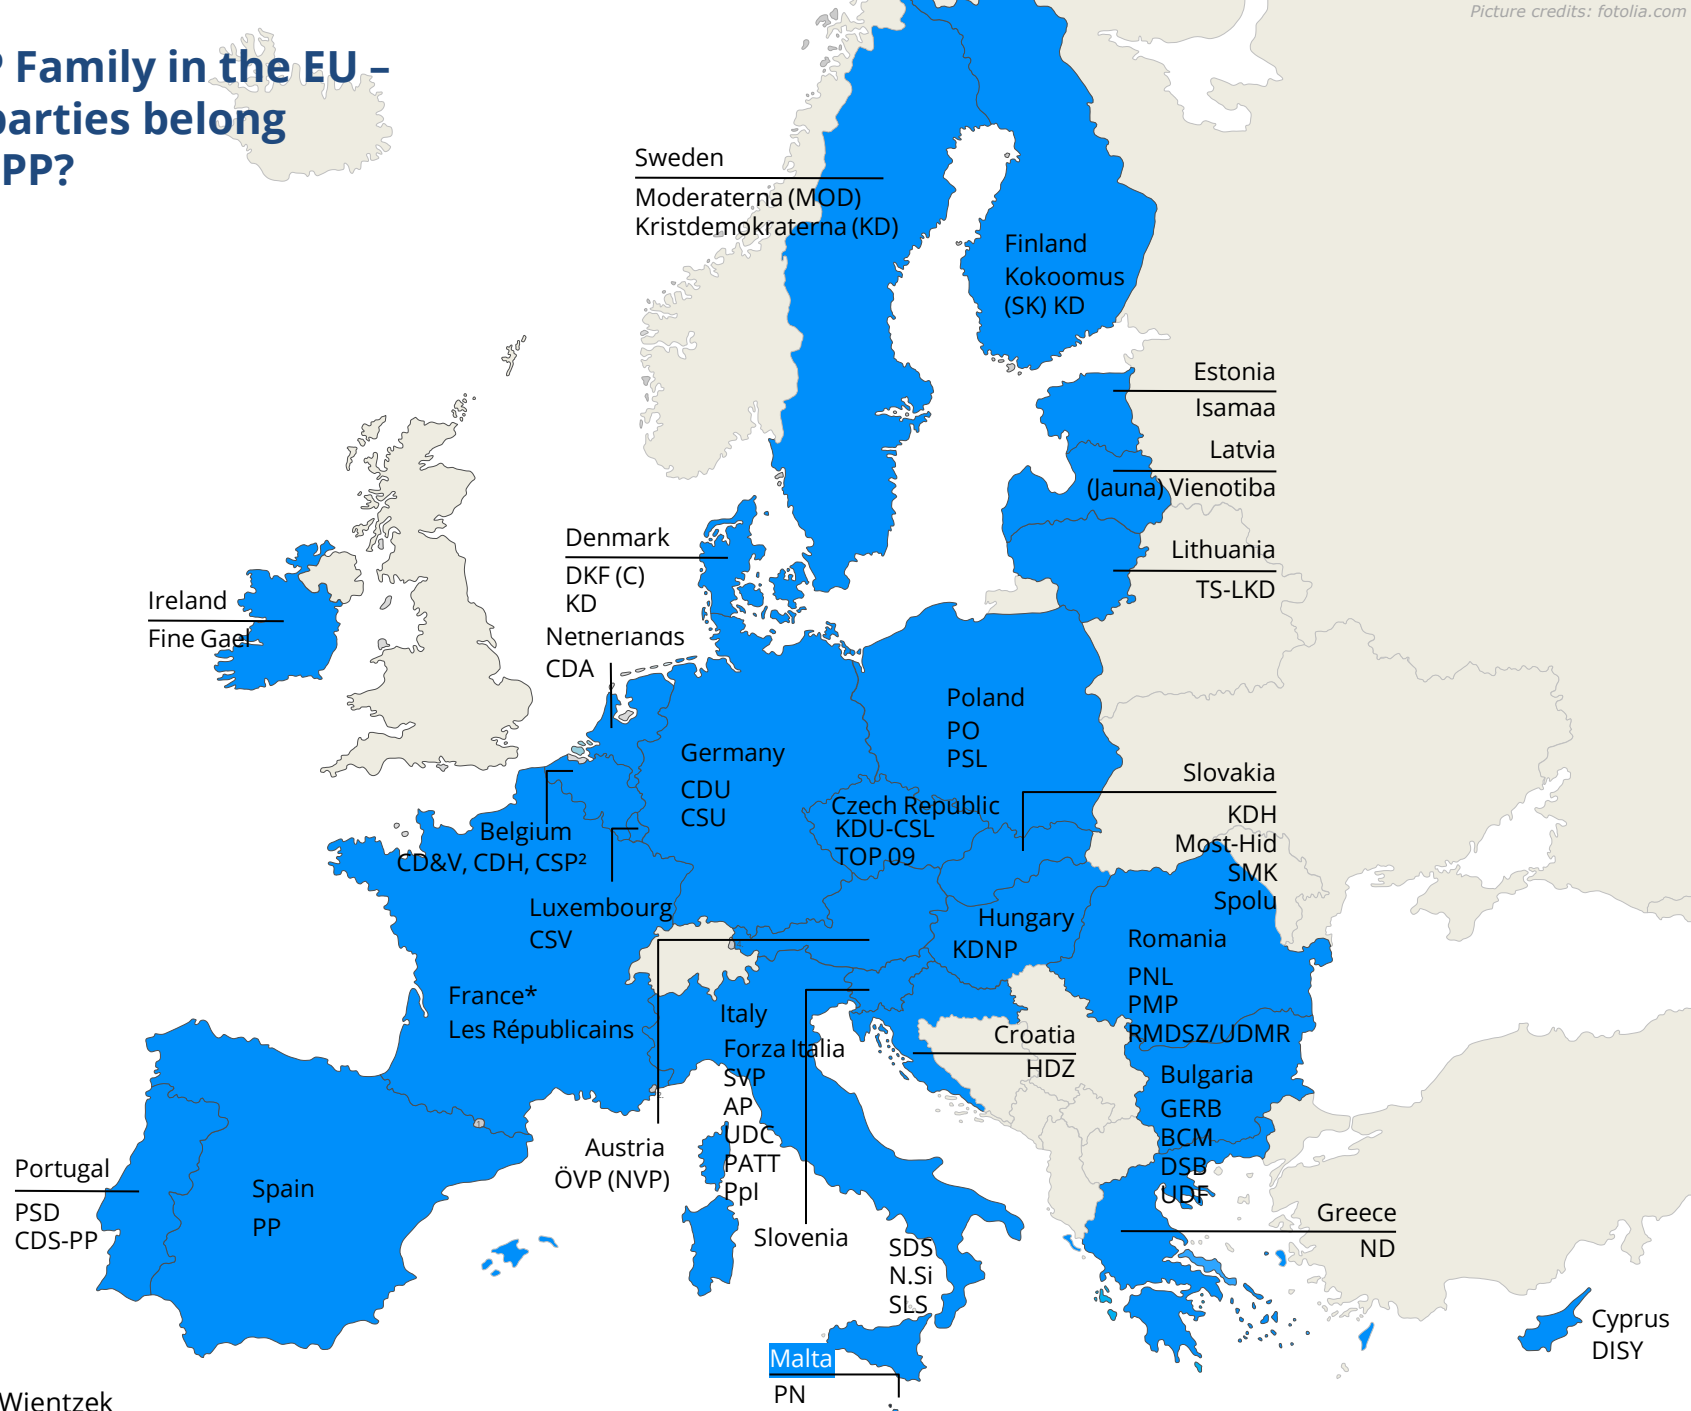 Picture credits: fotolia.com
P Family in the EU –
parties belong
PP?
Sweden
Moderaterna (MOD)
Kristdemokraterna (KD)
Finland
Kokoomus
(SK) KD
Estonia
Isamaa
Latvia
(Jauna) Vienotiba
Lithuania
TS-LKD
Denmark
DKF (C)
KD
Ireland
Fine Gael
Netherlands
CDA
Poland
PO
PSL
Germany
CDU
CSU
Slovakia
KDH
Most-Hid
SMK
Spolu
Czech Republic
KDU-CSL
TOP 09
Belgium
CD&V, CDH, CSP²
Luxembourg
CSV
Hungary
KDNP
Romania
PNL
PMP
RMDSZ/UDMR
France*
Les Républicains
Italy
Forza Italia
SVP
AP
UDC
PATT
Ppl
Croatia
HDZ
Bulgaria
GERB
BCM
DSB
UDF
Austria
ÖVP (NVP)
Portugal
PSD
CDS-PP
Spain
PP
Slovenia
SDS
N.Si
SLS
Greece
ND
Cyprus
DISY
Malta
PN
Wientzek